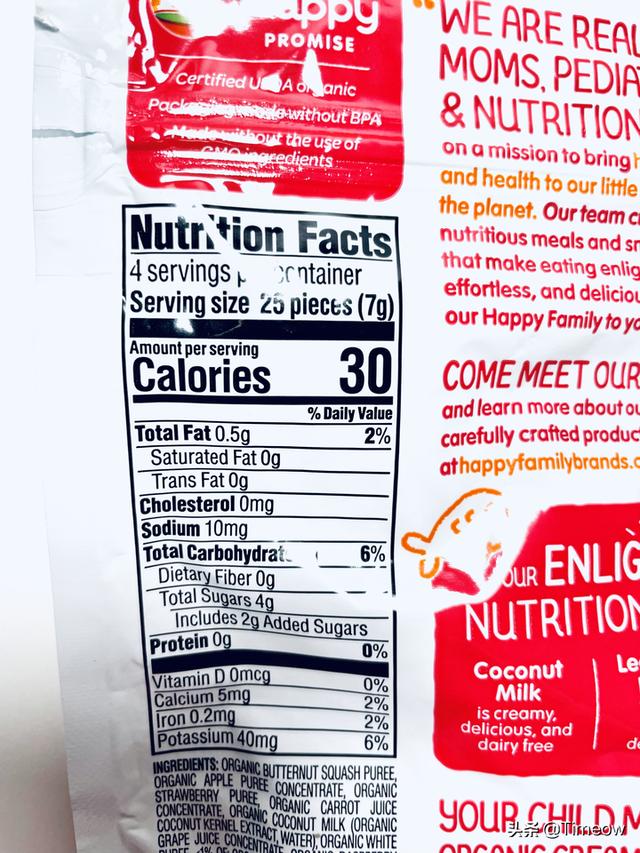 appy
PROMISE
Certified USDA organic
Packaging made without BPA
Made without the use of
GMO ingredients
Nutrition Facts
4 servings container
Serving size 25 pieces (7g)
Amount per serving
Calories 30
% Daily Value
Total Fat 0.5g 2%
Saturated Fat 0g
Trans Fat 0g
Cholesterol 0mg
Sodium 10mg
Total Carbohydrat 6%
Dietary Fiber 0g
Total Sugars 4g
Includes 2g Added Sugars
Protein 0g 0%
Vitamin D 0mcg 0%
Calcium 5mg 2%
Iron 0.2mg 2%
Potassium 40mg 6%
INGREDIENTS: ORGANIC BUTTERNUT SQUASH PUREE,
ORGANIC APPLE PUREE CONCENTRATE, ORGANIC
STRAWBERRY PUREE, ORGANIC CARROT JUICE
CONCENTRATE, ORGANIC COCONUT MILK (ORGANIC
COCONUT KERNEL EXTRACT, WATER), ORGANIC WHITE
GRAPE JUICE CONCENTRATE,
"WE ARE REAL
MOMS, PEDIA
& NUTRITION
on a mission to bring h
and health to our little
the planet. Our team c
nutritious meals and sn
that make eating enlig
effortless, and deliciou
our Happy Family to yo
COME MEET OUR
and learn more about ou
carefully crafted produc
at happyfamilybrands.c
OUR ENLIG
NUTRITION
Coconut
Milk
is creamy,
delicious, and
dairy free
Le
de
YOUR CHILD M
ORGANIC CREAM
头条 @Timeow